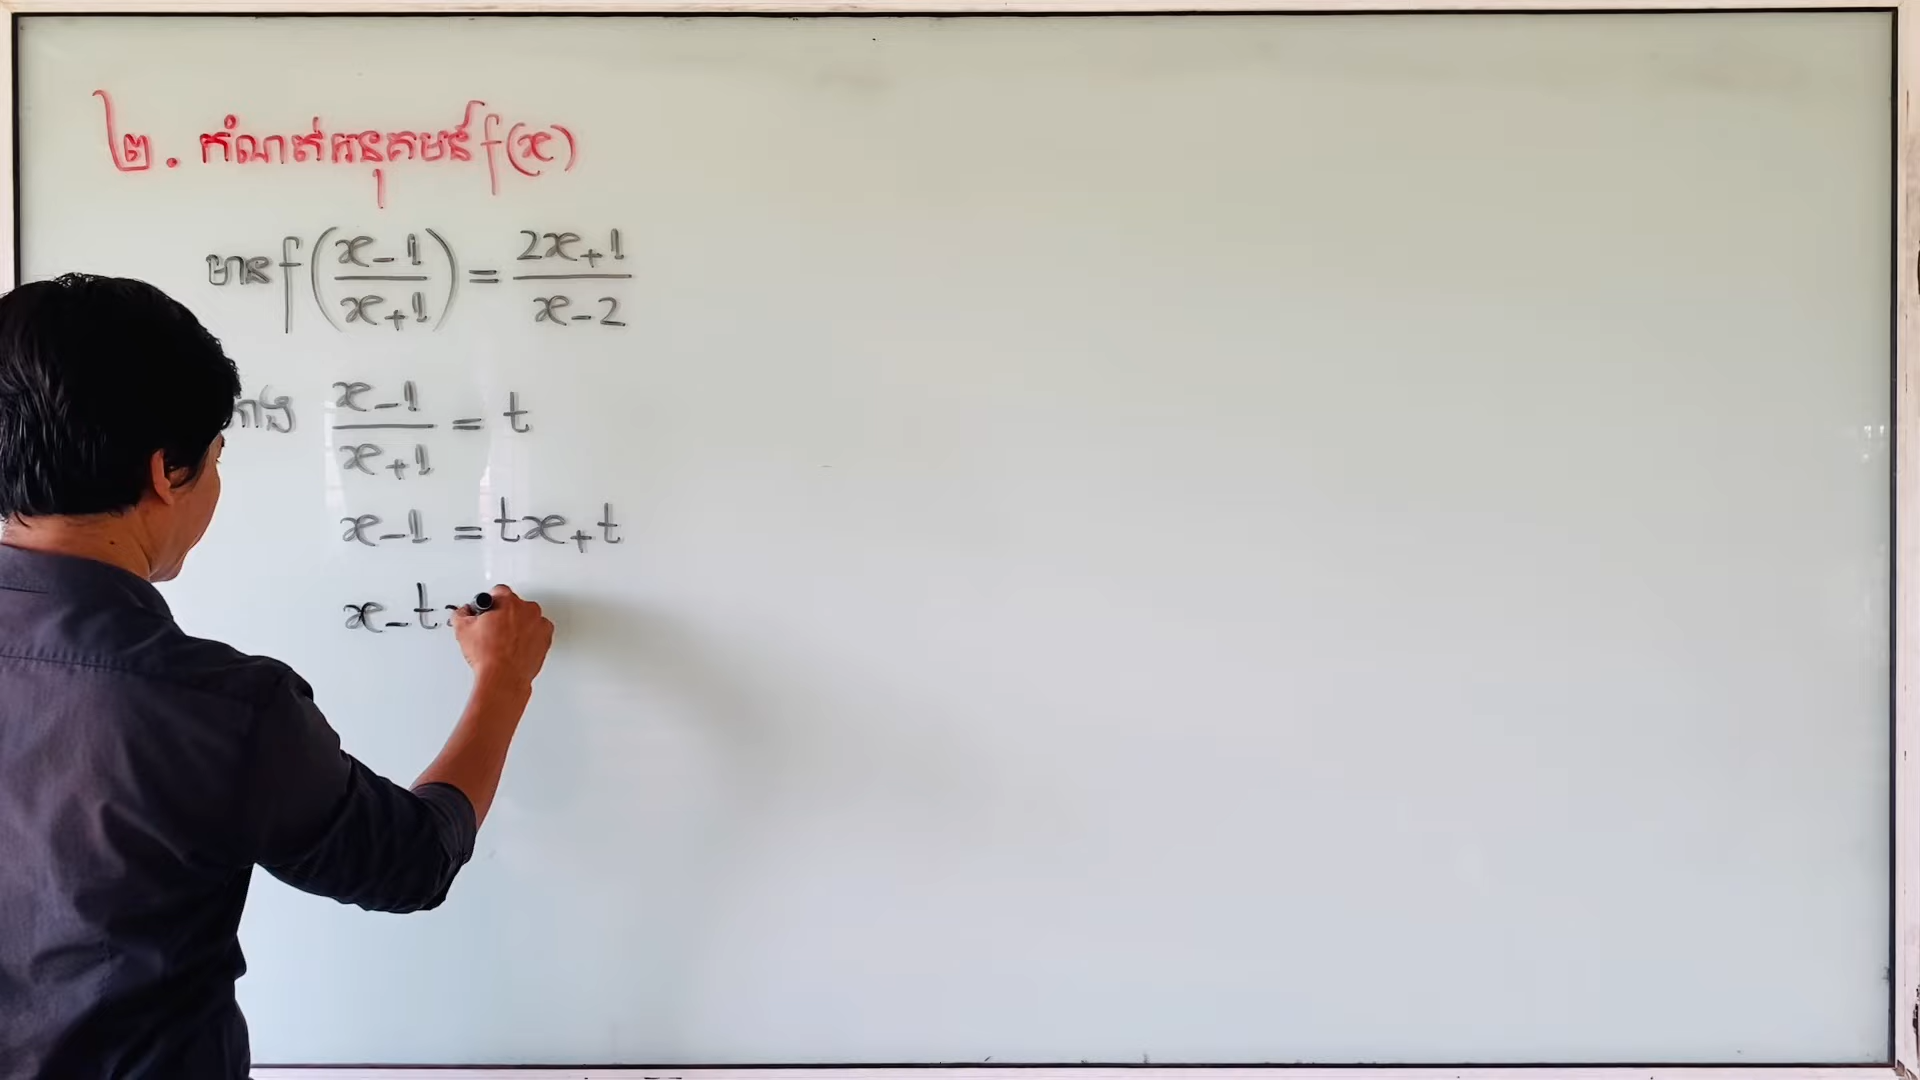 ២. កំណត់អនុគមន៍ f(x)
មាន f((x-1)/(x+1)) = (2x+1)/(x-2)
(x-1)/(x+1) = t
x-1 = tx+t
x-t